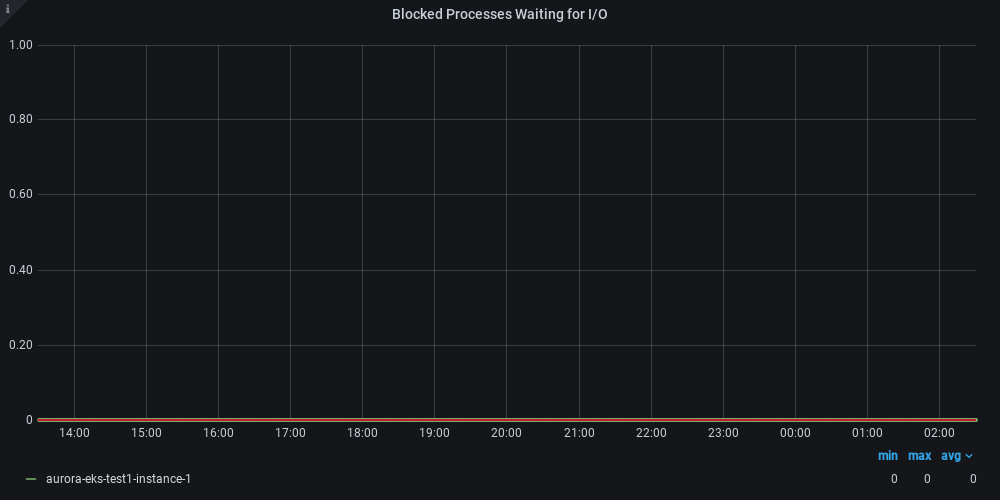 i
Blocked Processes Waiting for I/O
1.00
0.80
0.60
0.40
0.20
0
14:00 15:00 16:00 17:00 18:00 19:00 20:00 21:00 22:00 23:00 00:00 01:00 02:00
min max avg
aurora-eks-test1-instance-1 0 0 0